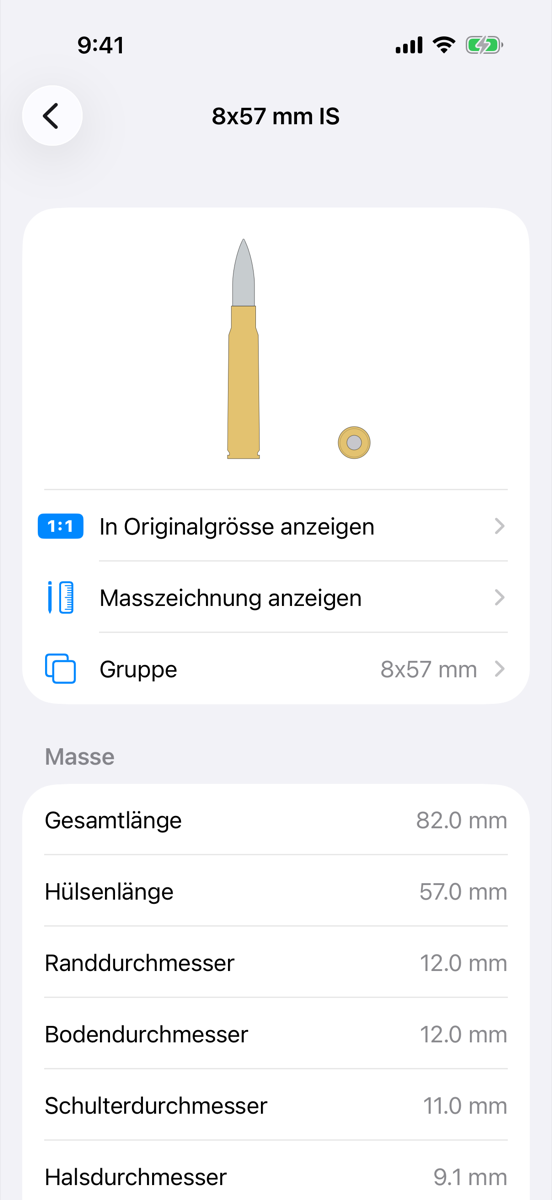 9:41
8x57 mm IS
1:1 In Originalgrösse anzeigen
Masszeichnung anzeigen
Gruppe 8x57 mm
Masse
Gesamtlänge 82.0 mm
Hülsenlänge 57.0 mm
Randdurchmesser 12.0 mm
Bodendurchmesser 12.0 mm
Schulterdurchmesser 11.0 mm
Halsdurchmesser 9.1 mm